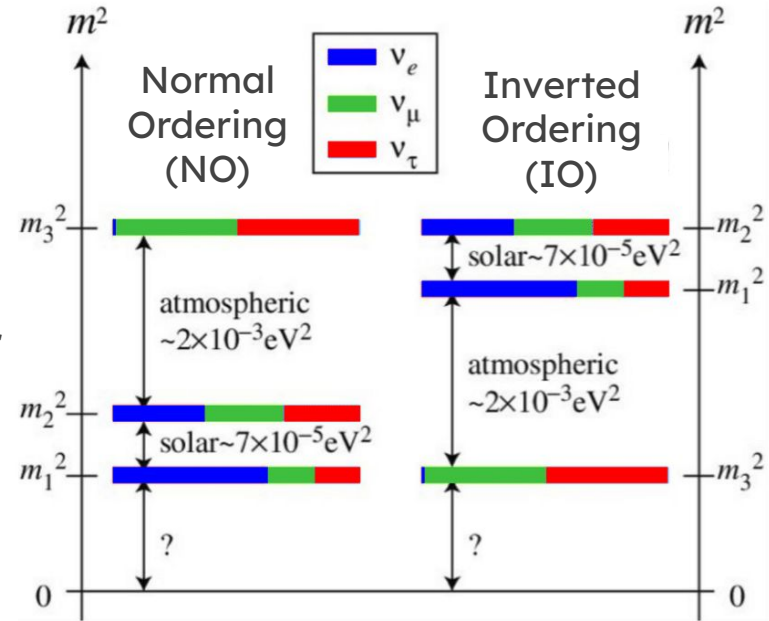 m²
Normal
Ordering
(NO)
νₑ
ν_μ
ν_τ
Inverted
Ordering
(IO)
m²
m₃²
atmospheric
~2×10⁻³eV²
m₂²
solar~7×10⁻⁵eV²
m₁²
?
0
m₂²
solar~7×10⁻⁵eV²
m₁²
atmospheric
~2×10⁻³eV²
m₃²
?
0